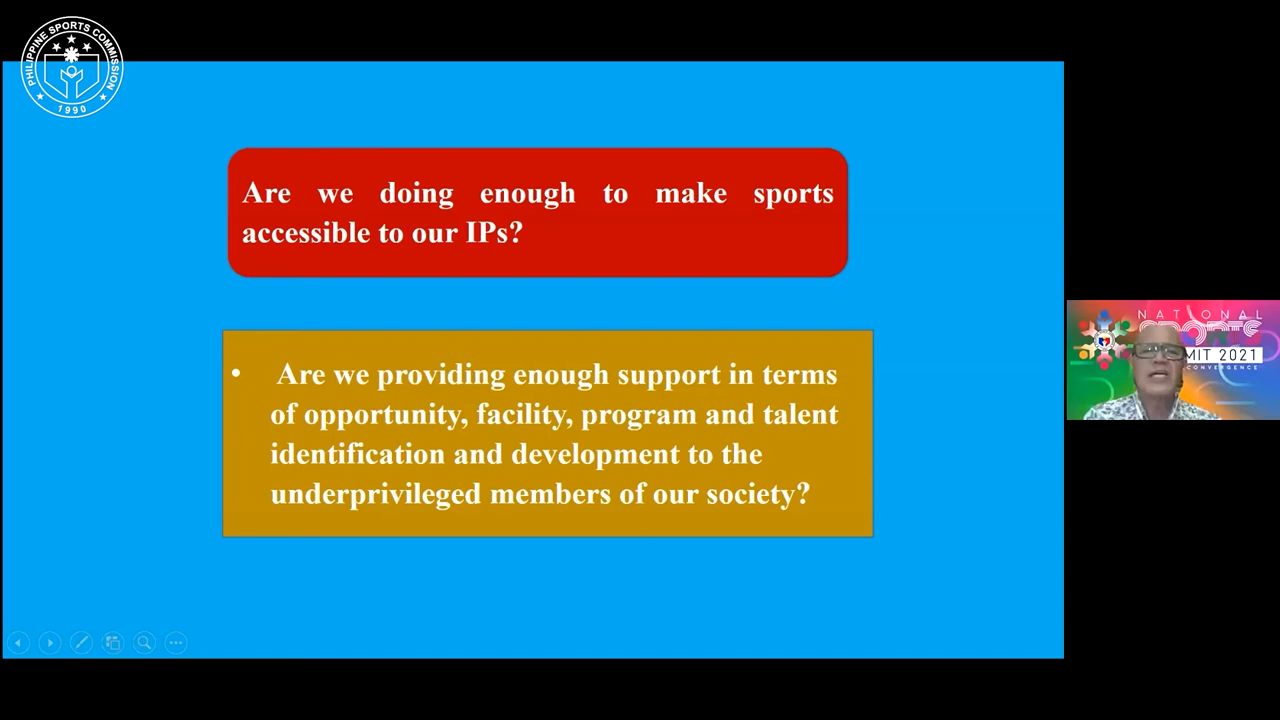 PHILIPPINE SPORTS COMMISSION
1990
Are we doing enough to make sports
accessible to our IPs?
• Are we providing enough support in terms
of opportunity, facility, program and talent
identification and development to the
underprivileged members of our society?
NATIONAL
MIT 2021
CONVERGENCE